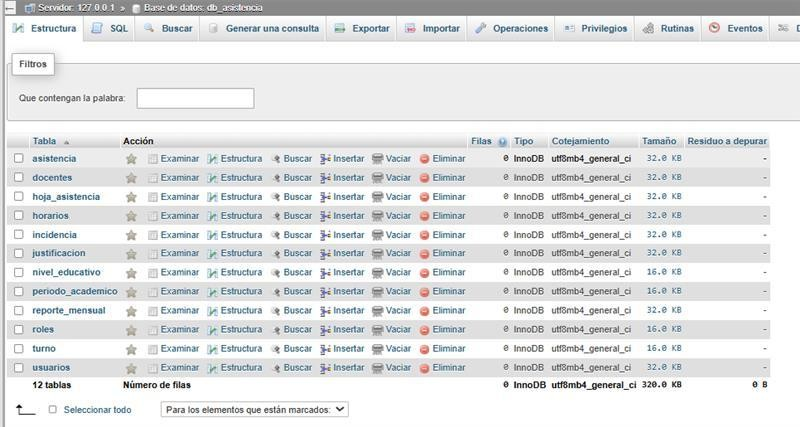 Servidor: 127.0.0.1 » Base de datos: db_asistencia
Estructura SQL Buscar Generar una consulta Exportar Importar Operaciones Privilegios Rutinas Eventos
Filtros
Que contengan la palabra:
Tabla Acción Filas Tipo Cotejamiento Tamaño Residuo a depurar
asistencia Examinar Estructura Buscar Insertar Vaciar Eliminar 0 InnoDB utf8mb4_general_ci 32.0 KB -
docentes Examinar Estructura Buscar Insertar Vaciar Eliminar 0 InnoDB utf8mb4_general_ci 32.0 KB -
hoja_asistencia Examinar Estructura Buscar Insertar Vaciar Eliminar 0 InnoDB utf8mb4_general_ci 32.0 KB -
horarios Examinar Estructura Buscar Insertar Vaciar Eliminar 0 InnoDB utf8mb4_general_ci 32.0 KB -
incidencia Examinar Estructura Buscar Insertar Vaciar Eliminar 0 InnoDB utf8mb4_general_ci 32.0 KB -
justificacion Examinar Estructura Buscar Insertar Vaciar Eliminar 0 InnoDB utf8mb4_general_ci 32.0 KB -
nivel_educativo Examinar Estructura Buscar Insertar Vaciar Eliminar 0 InnoDB utf8mb4_general_ci 16.0 KB -
periodo_academico Examinar Estructura Buscar Insertar Vaciar Eliminar 0 InnoDB utf8mb4_general_ci 16.0 KB -
reporte_mensual Examinar Estructura Buscar Insertar Vaciar Eliminar 0 InnoDB utf8mb4_general_ci 32.0 KB -
roles Examinar Estructura Buscar Insertar Vaciar Eliminar 0 InnoDB utf8mb4_general_ci 16.0 KB -
turno Examinar Estructura Buscar Insertar Vaciar Eliminar 0 InnoDB utf8mb4_general_ci 16.0 KB -
usuarios Examinar Estructura Buscar Insertar Vaciar Eliminar 0 InnoDB utf8mb4_general_ci 32.0 KB -
12 tablas Número de filas 0 InnoDB utf8mb4_general_ci 320.0 KB 0 B
Seleccionar todo Para los elementos que están marcados: